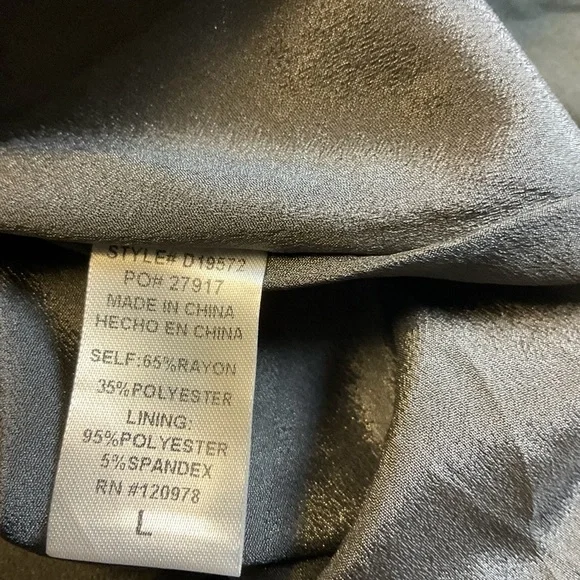 STYLE# D19572
PO# 27917
MADE IN CHINA
HECHO EN CHINA
SELF:65%RAYON
35%POLYESTER
LINING:
95%POLYESTER
5%SPANDEX
RN #120978
L